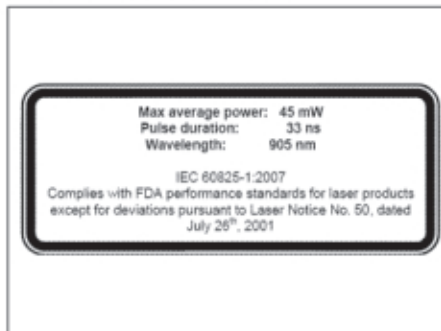 Max average power: 45 mW
Pulse duration: 33 ns
Wavelength: 905 nm
IEC 60825-1:2007
Complies with FDA performance standards for laser products
except for deviations pursuant to Laser Notice No. 50, dated
July 26th, 2001